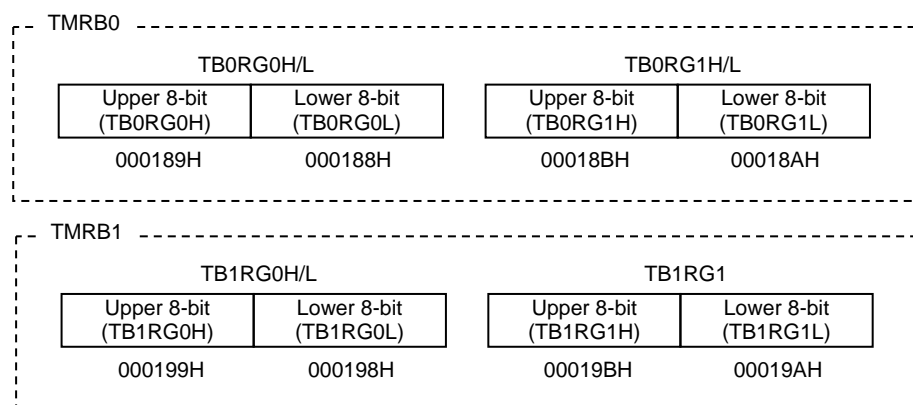 TMRB0
TB0RG0H/L TB0RG1H/L
Upper 8-bit Lower 8-bit Upper 8-bit Lower 8-bit
(TB0RG0H) (TB0RG0L) (TB0RG1H) (TB0RG1L)
000189H 000188H 00018BH 00018AH
TMRB1
TB1RG0H/L TB1RG1
Upper 8-bit Lower 8-bit Upper 8-bit Lower 8-bit
(TB1RG0H) (TB1RG0L) (TB1RG1H) (TB1RG1L)
000199H 000198H 00019BH 00019AH